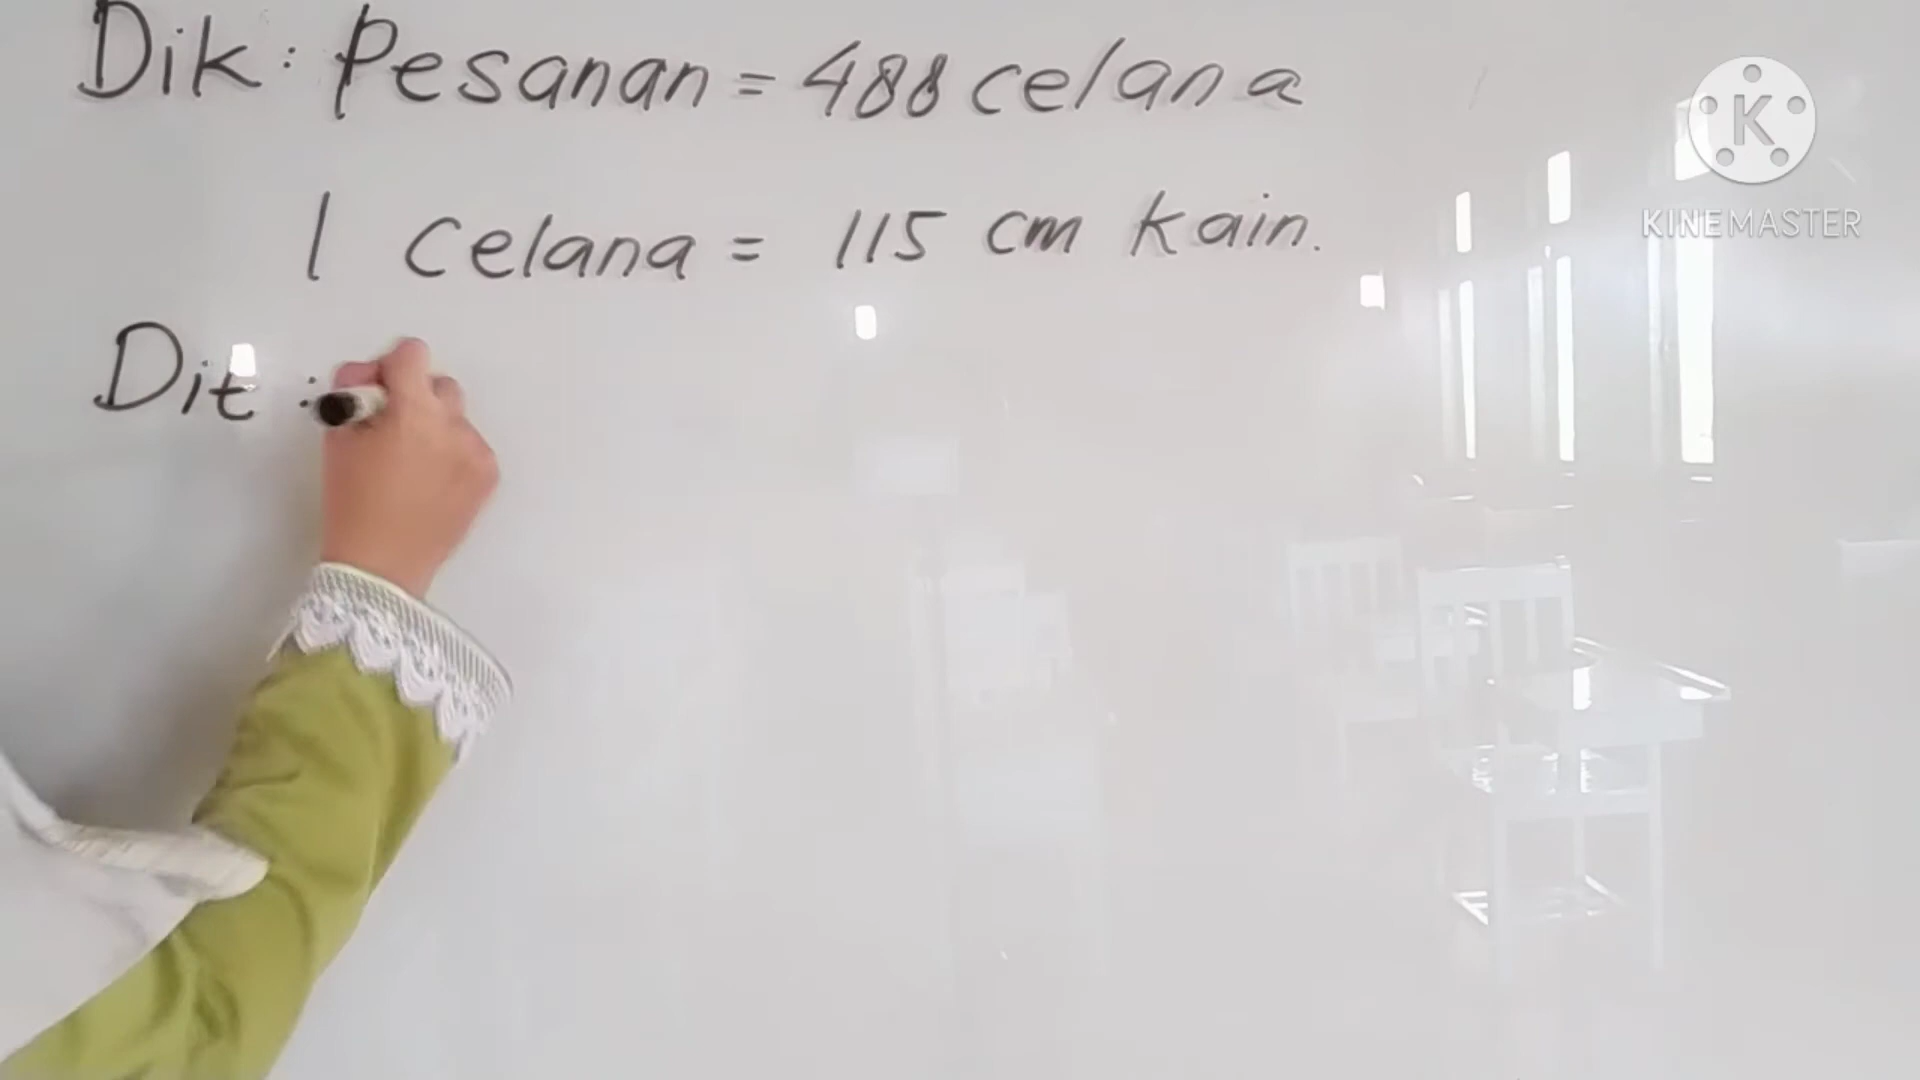 Dik : Pesanan = 488 celana
1 celana = 115 cm kain.
Dit :
KINEMASTER